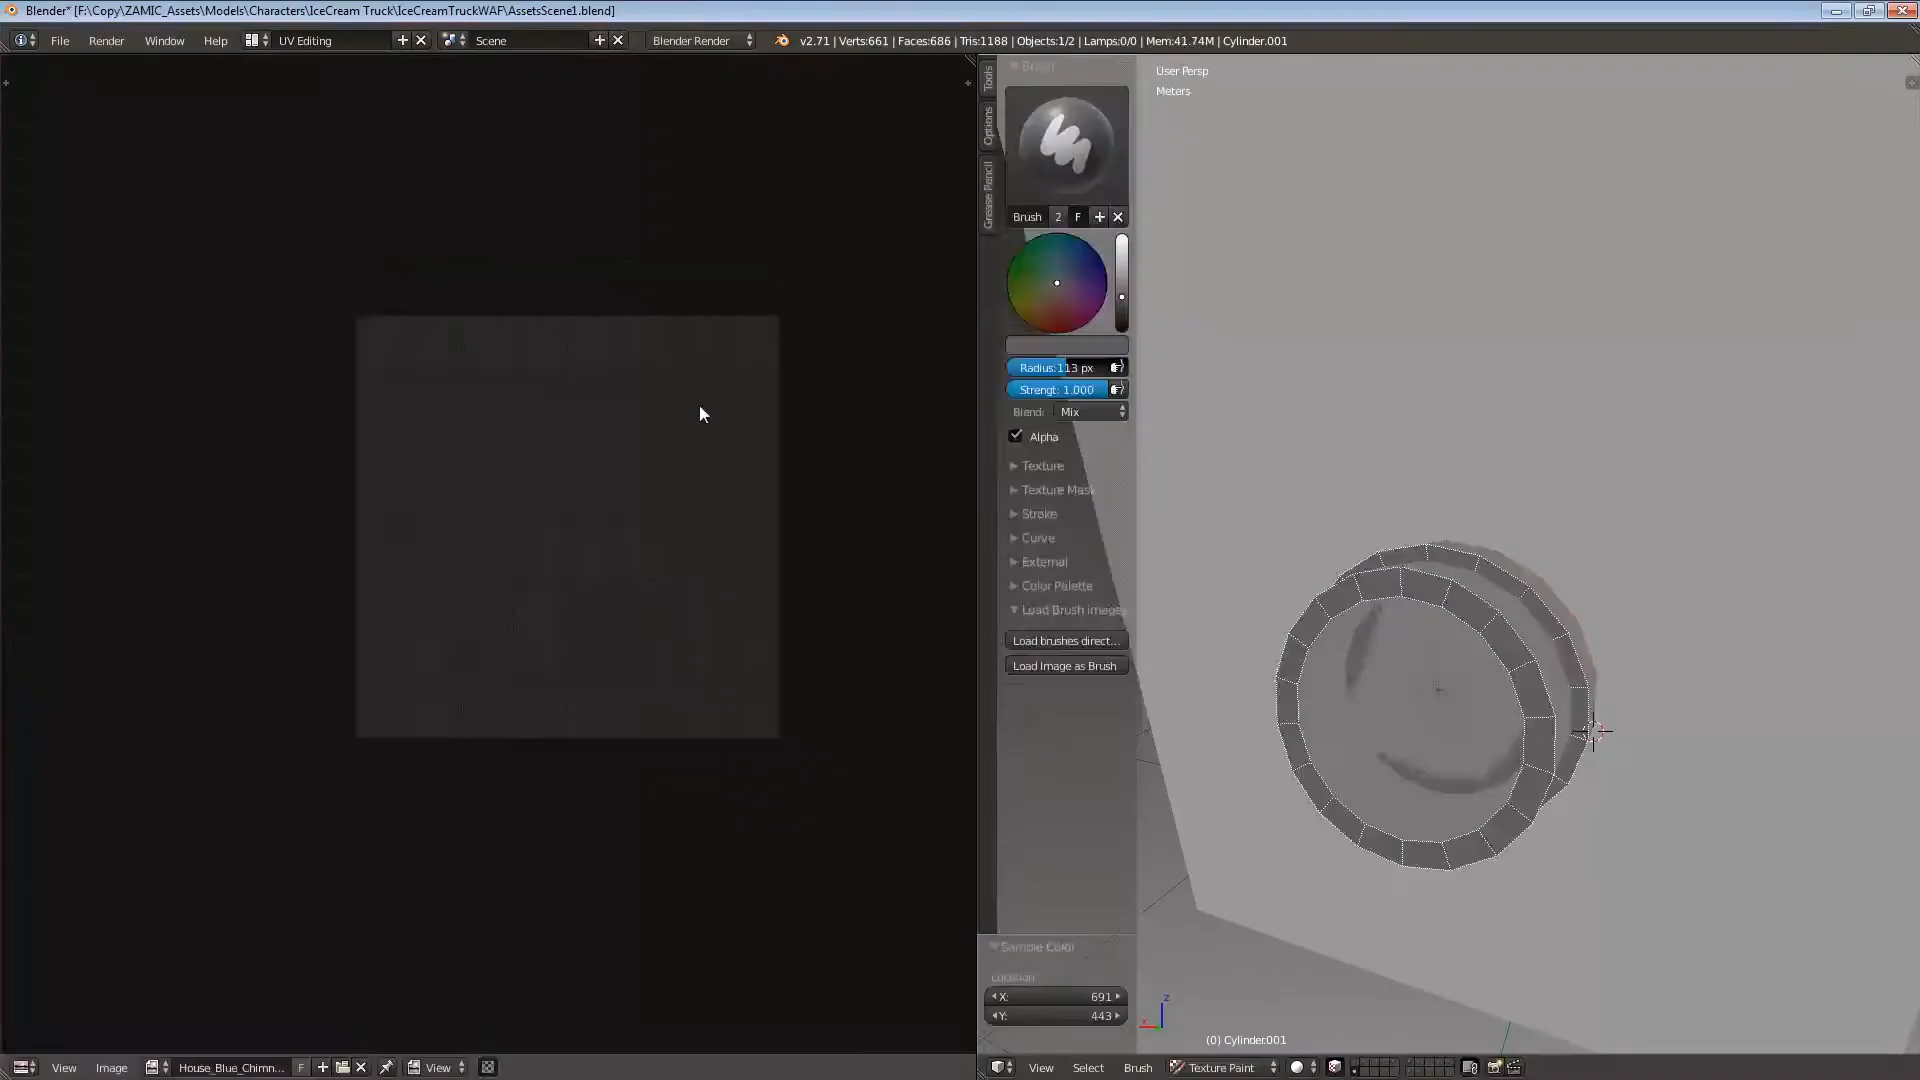 Blender* [F:\Copy\ZAMIC_Assets\Models\Characters\IceCream Truck\IceCreamTruckWAF\AssetsScene1.blend]
File Render Window Help UV Editing Scene Blender Render v2.71 | Verts:661 | Faces:686 | Tris:1188 | Objects:1/2 | Lamps:0/0 | Mem:41.74M | Cylinder.001
Tools
Options
Grease Pencil
Brush
User Persp
Meters
Brush 2 F
Radius:113 px
Strengt: 1.000
Blend: Mix
Alpha
Texture
Texture Mask
Stroke
Curve
External
Color Palette
Load Brush images
Load brushes direct...
Load Image as Brush
Sample Color
Location
X: 691
Y: 443
z
x
(0) Cylinder.001
View Image House_Blue_Chimn... F View
View Select Brush Texture Paint